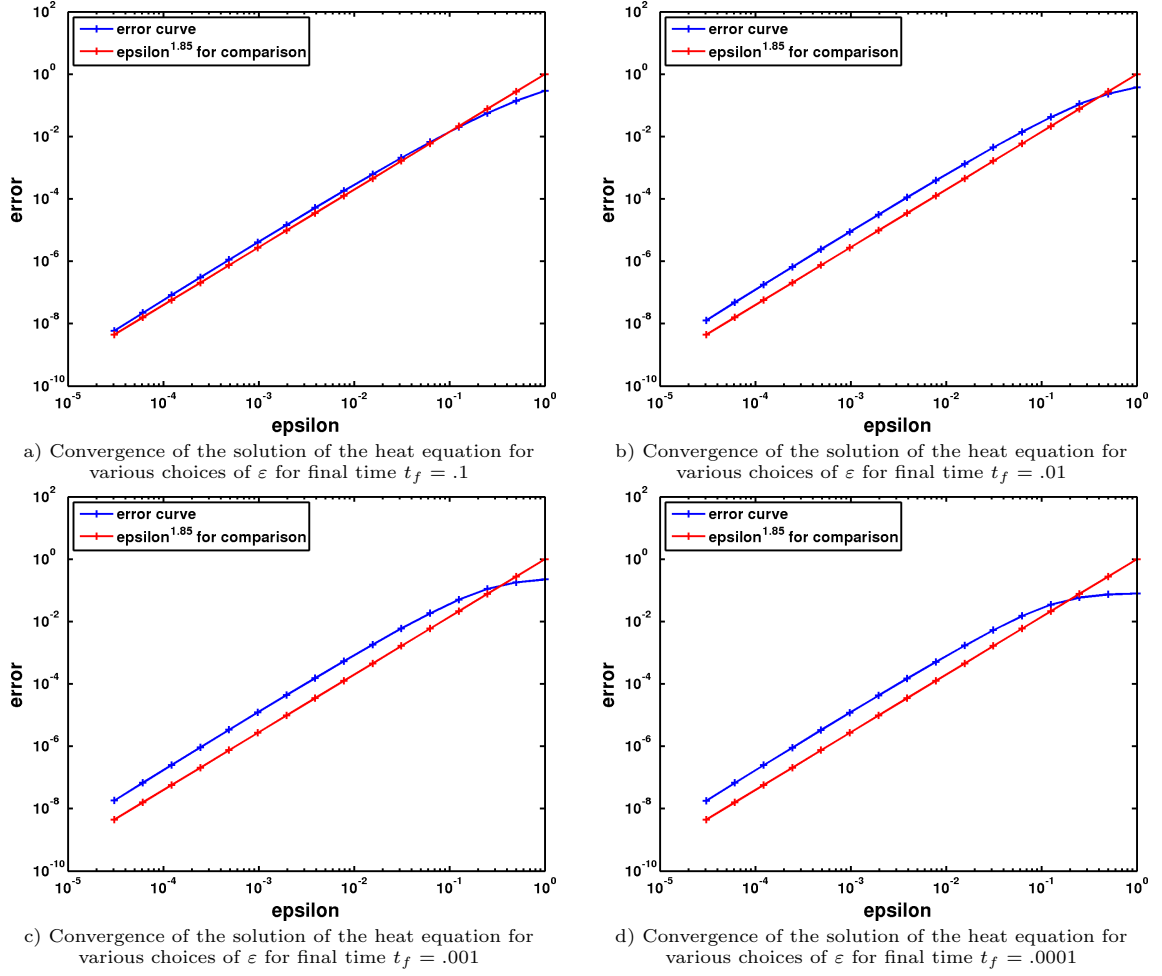 10^2
10^0
10^-2
10^-4
10^-6
10^-8
10^-10
error
error curve
epsilon^1.85 for comparison
10^-5 10^-4 10^-3 10^-2 10^-1 10^0
epsilon
a) Convergence of the solution of the heat equation for
various choices of ε for final time t_f = .1
10^2
10^0
10^-2
10^-4
10^-6
10^-8
10^-10
error
error curve
epsilon^1.85 for comparison
10^-5 10^-4 10^-3 10^-2 10^-1 10^0
epsilon
b) Convergence of the solution of the heat equation for
various choices of ε for final time t_f = .01
10^2
10^0
10^-2
10^-4
10^-6
10^-8
10^-10
error
error curve
epsilon^1.85 for comparison
10^-5 10^-4 10^-3 10^-2 10^-1 10^0
epsilon
c) Convergence of the solution of the heat equation for
various choices of ε for final time t_f = .001
10^2
10^0
10^-2
10^-4
10^-6
10^-8
10^-10
error
error curve
epsilon^1.85 for comparison
10^-5 10^-4 10^-3 10^-2 10^-1 10^0
epsilon
d) Convergence of the solution of the heat equation for
various choices of ε for final time t_f = .0001